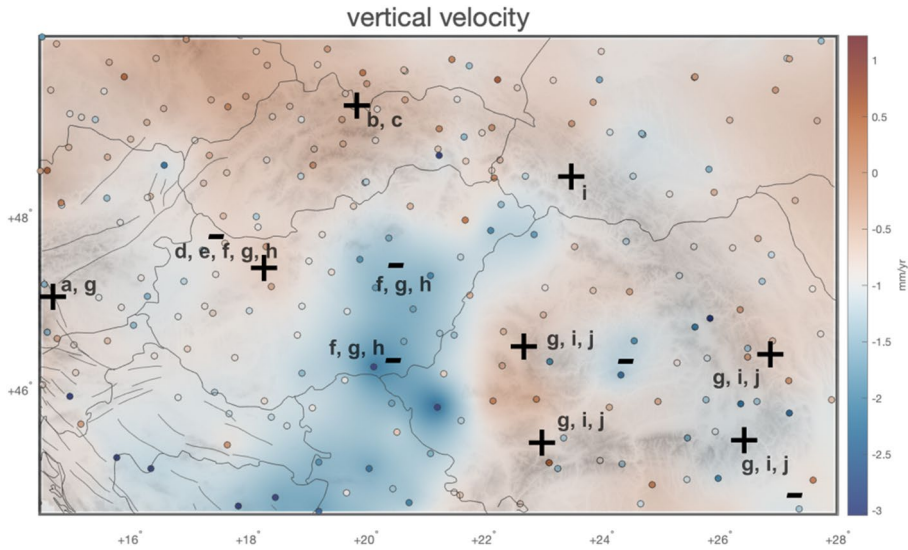 vertical velocity
b, c
i
d, e, f, g, h
a, g
f, g, h
f, g, h
g, i, j
g, i, j
g, i, j
g, i, j
+48°
+46°
+16°
+18°
+20°
+22°
+24°
+26°
+28°
1
0.5
0
-0.5
-1
-1.5
-2
-2.5
-3
mm/yr